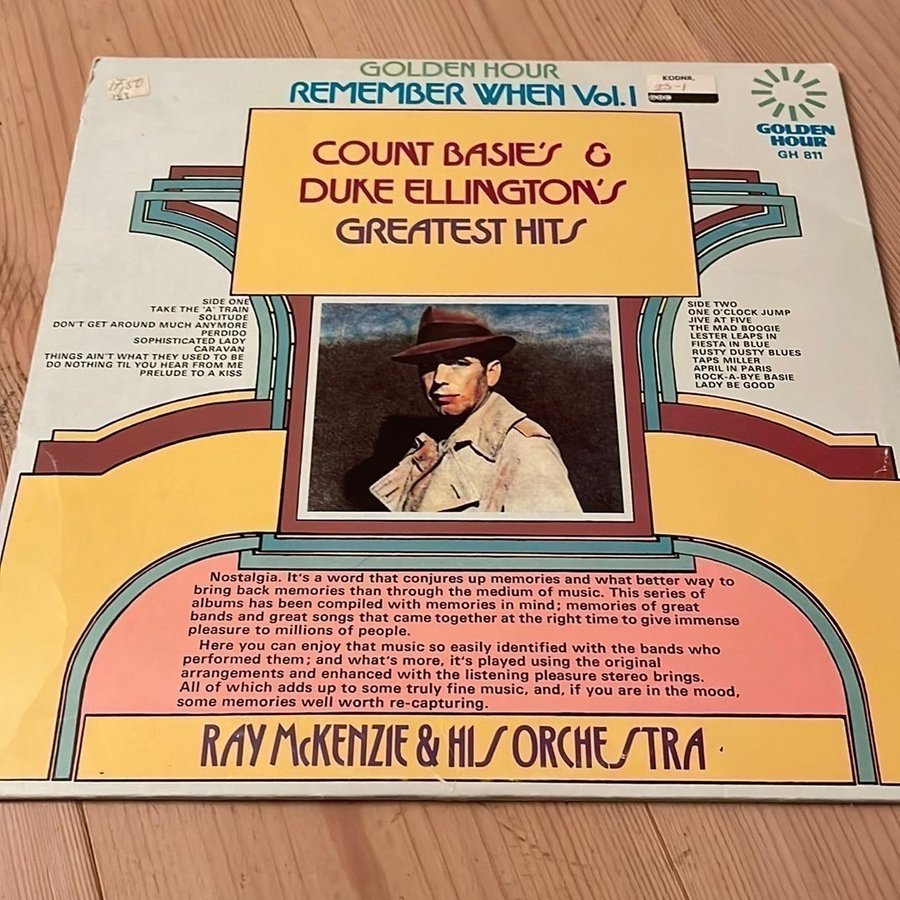 GOLDEN HOUR
REMEMBER WHEN Vol.1
17,50
KODNR.
23-1
GOLDEN
HOUR
GH 811
COUNT BASIE'S &
DUKE ELLINGTON'S
GREATEST HITS
SIDE ONE
TAKE THE 'A' TRAIN
SOLITUDE
DON'T GET AROUND MUCH ANYMORE
PERDIDO
SOPHISTICATED LADY
CARAVAN
THINGS AIN'T WHAT THEY USED TO BE
DO NOTHING TIL YOU HEAR FROM ME
PRELUDE TO A KISS
SIDE TWO
ONE O'CLOCK JUMP
JIVE AT FIVE
THE MAD BOOGIE
LESTER LEAPS IN
FIESTA IN BLUE
RUSTY DUSTY BLUES
TAPS MILLER
APRIL IN PARIS
ROCK-A-BYE BASIE
LADY BE GOOD
Nostalgia. It's a word that conjures up memories and what better way to
bring back memories than through the medium of music. This series of
albums has been compiled with memories in mind; memories of great
bands and great songs that came together at the right time to give immense
pleasure to millions of people.
Here you can enjoy that music so easily identified with the bands who
performed them; and what's more, it's played using the original
arrangements and enhanced with the listening pleasure stereo brings.
All of which adds up to some truly fine music, and, if you are in the mood,
some memories well worth re-capturing.
RAY McKENZIE & HIS ORCHESTRA